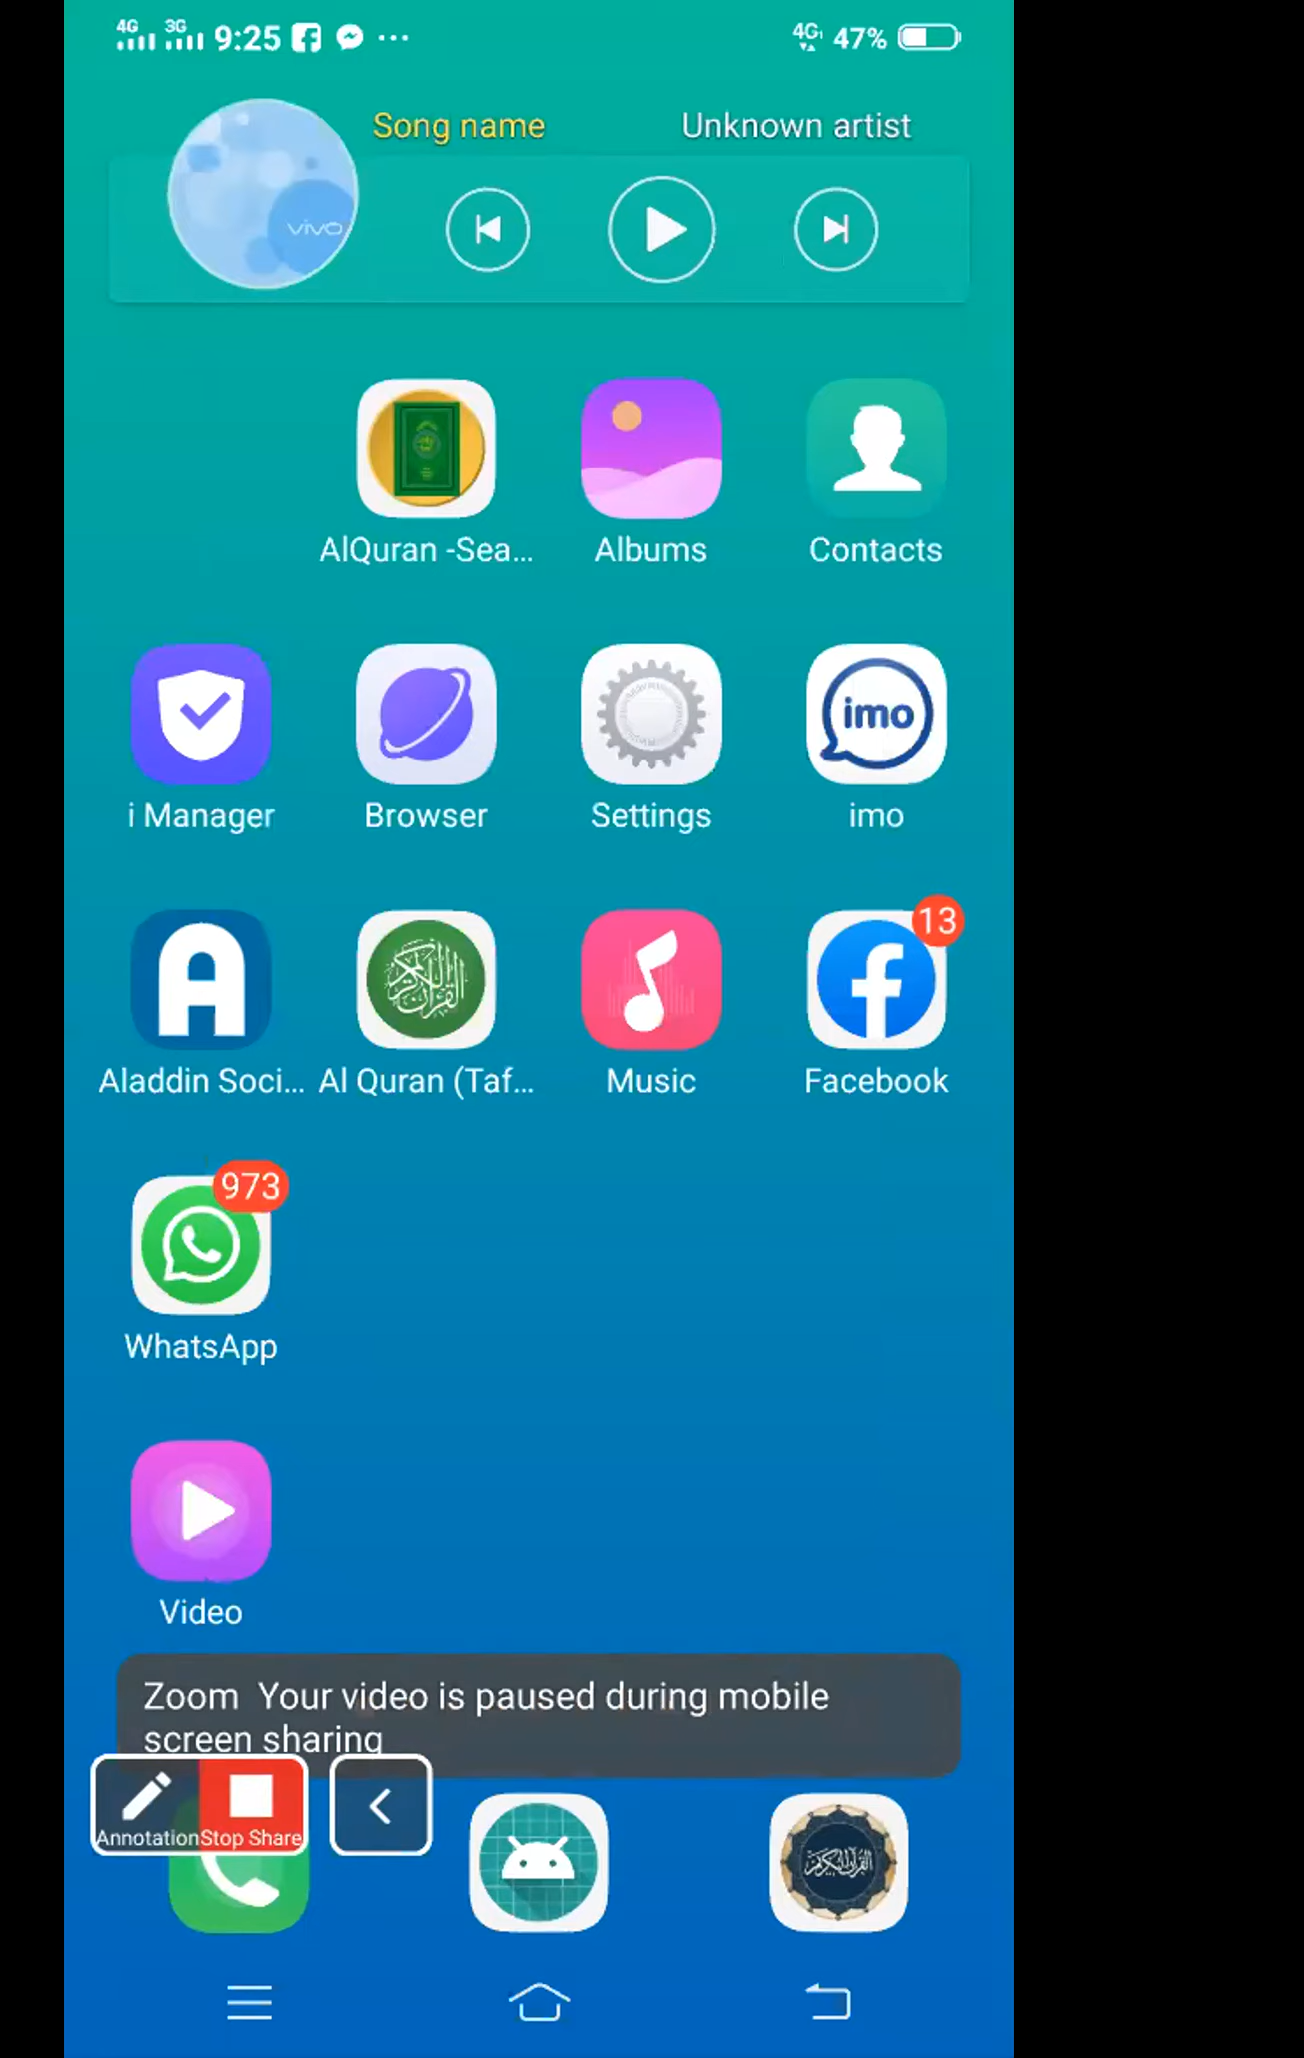 4G 3G 9:25 ... 4G 47%
Song name Unknown artist
vivo
AlQuran -Sea... Albums Contacts
imo
i Manager Browser Settings imo
13
Aladdin Soci... Al Quran (Taf... Music Facebook
973
WhatsApp
Video
Zoom Your video is paused during mobile
screen sharing
Annotation Stop Share